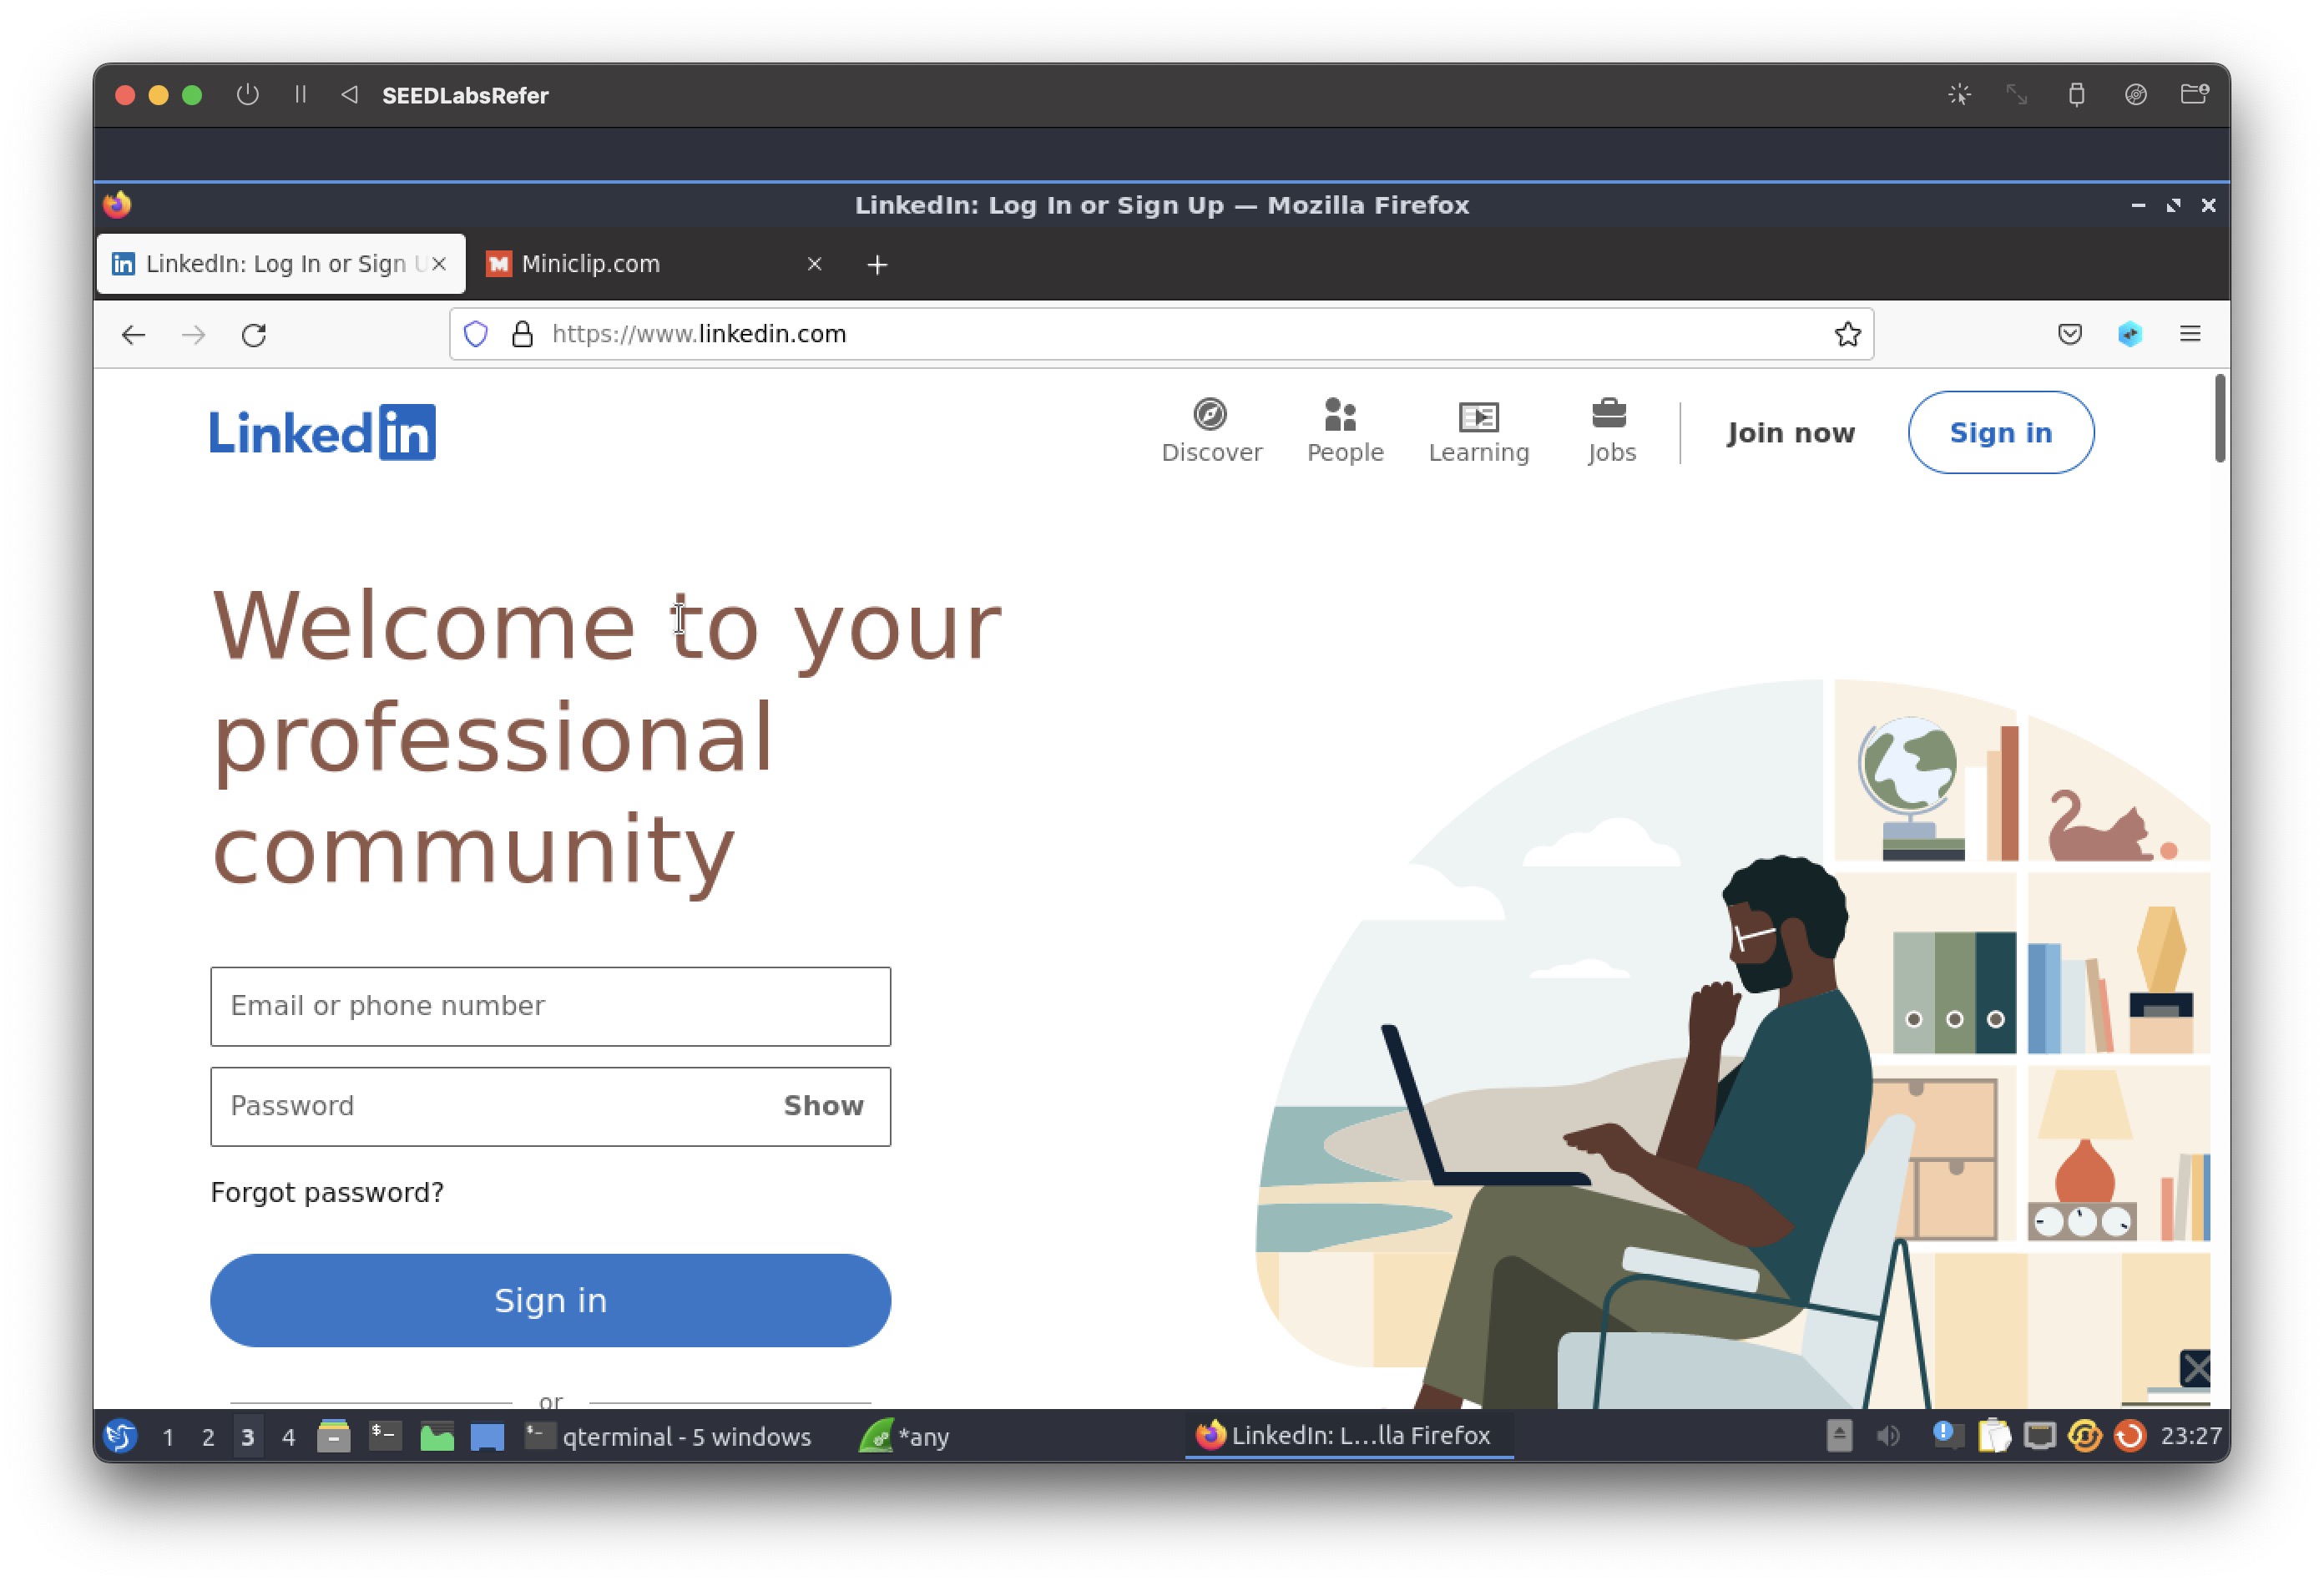 SEEDLabsRefer
LinkedIn: Log In or Sign Up — Mozilla Firefox
in LinkedIn: Log In or Sign U
M Miniclip.com
https://www.linkedin.com
Linked in
Discover
People
Learning
Jobs
Join now
Sign in
Welcome to your
professional
community
Email or phone number
Password
Show
Forgot password?
Sign in
or
1 2 3 4 $- $- qterminal - 5 windows *any LinkedIn: L...lla Firefox 23:27